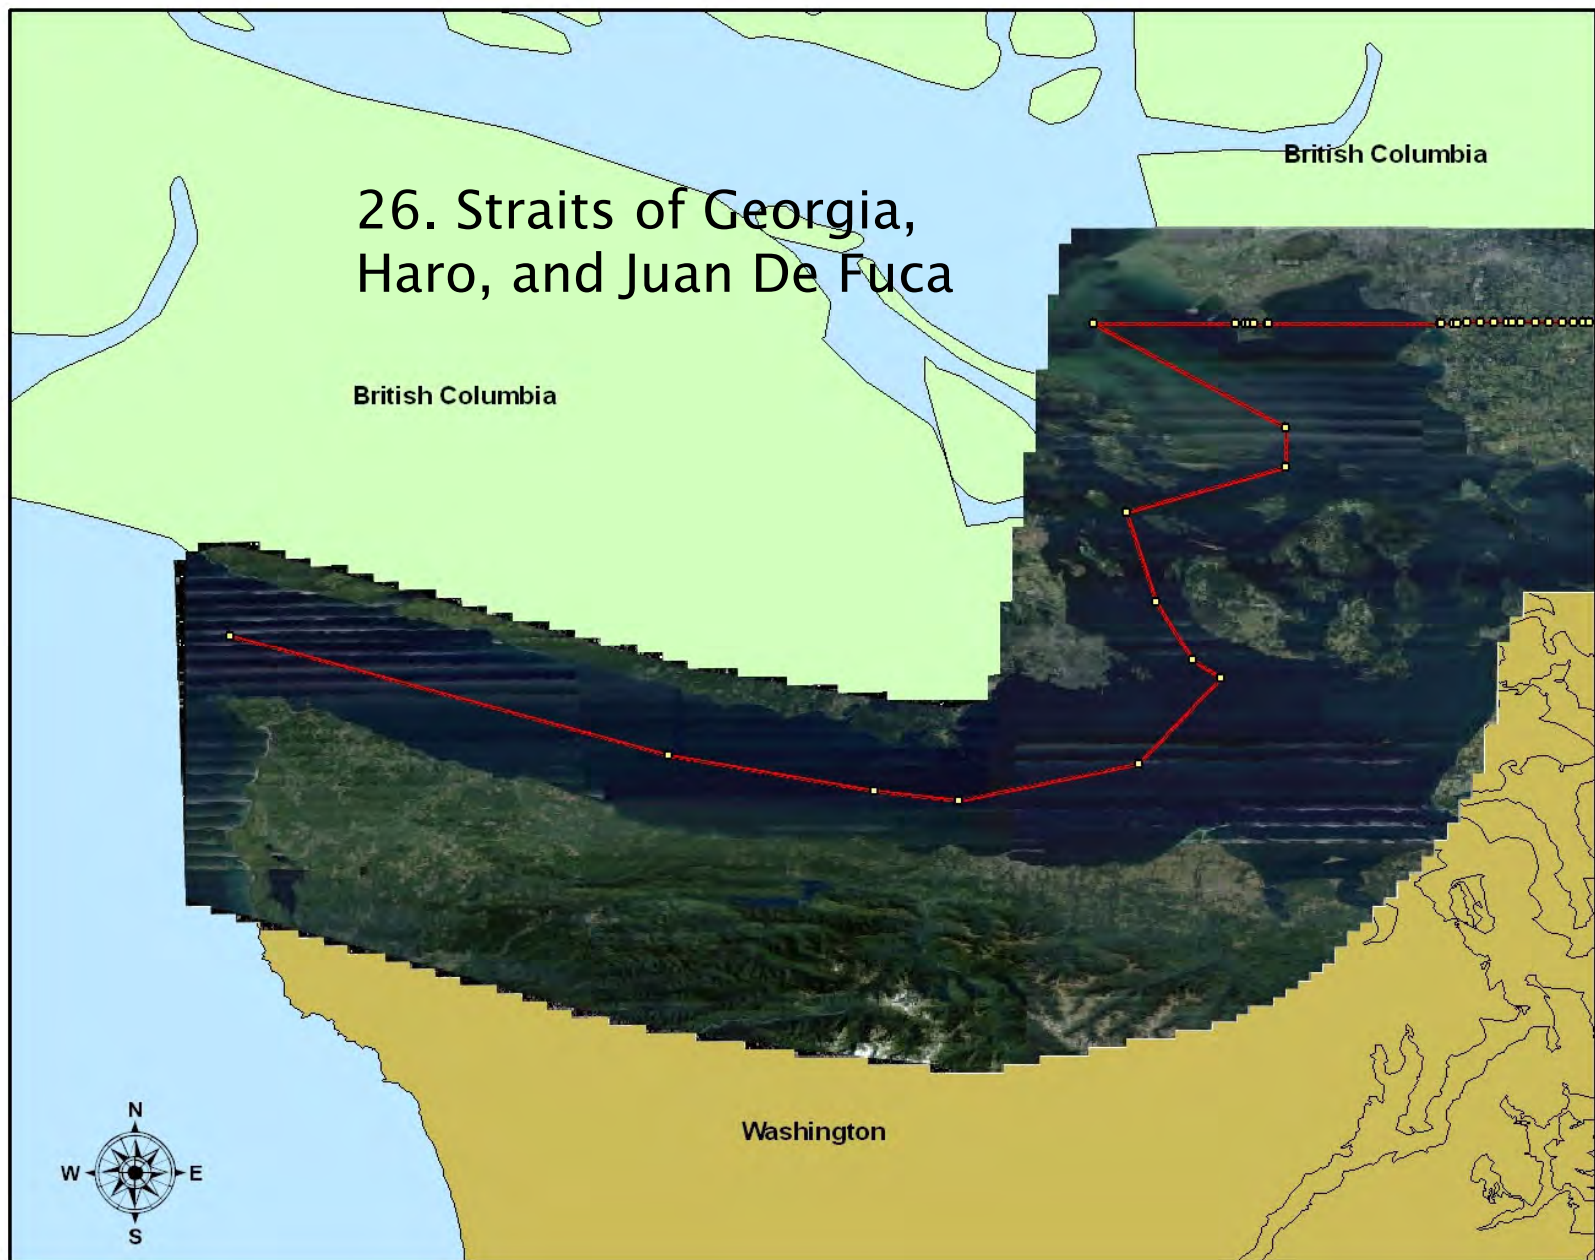 British Columbia
26. Straits of Georgia,
Haro, and Juan De Fuca
British Columbia
Washington
N
W
E
S